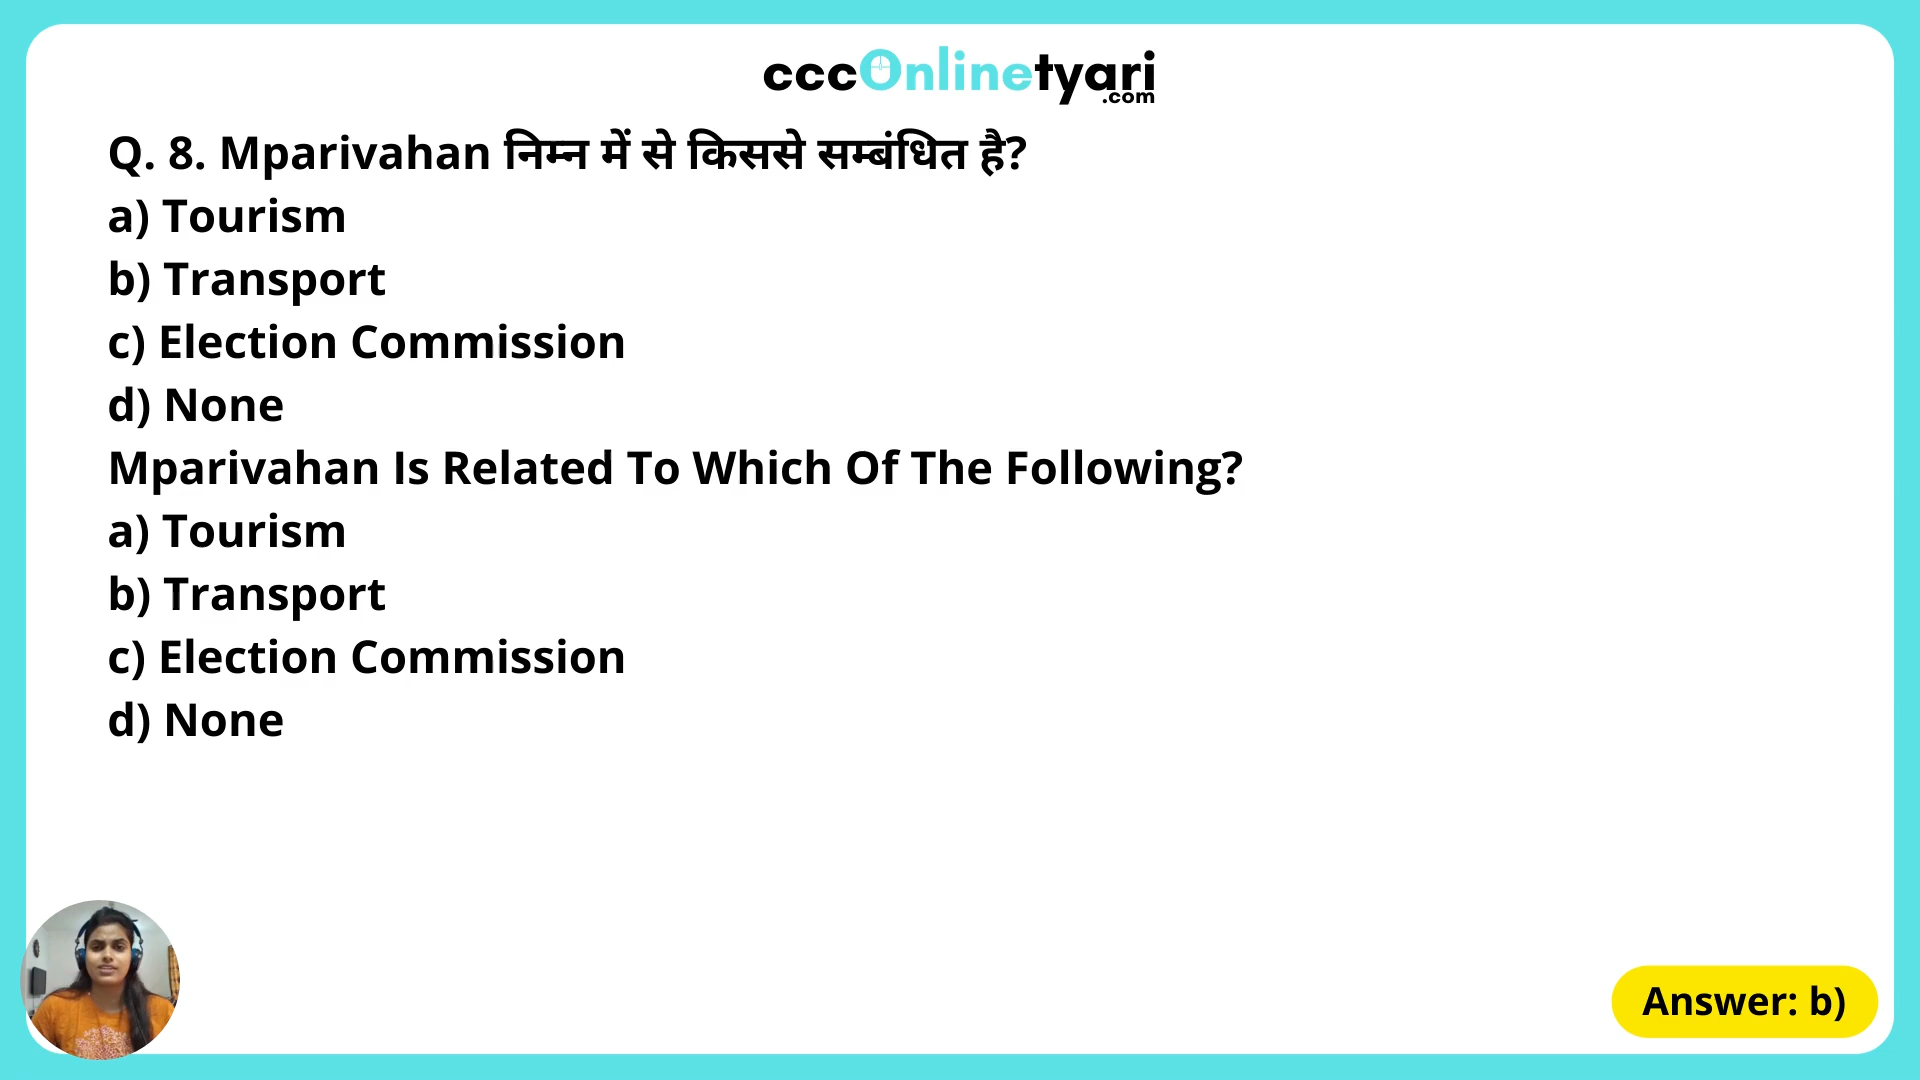 cccOnlinetyari
.com
Q. 8. Mparivahan निम्न में से किससे सम्बंधित है?
a) Tourism
b) Transport
c) Election Commission
d) None
Mparivahan Is Related To Which Of The Following?
a) Tourism
b) Transport
c) Election Commission
d) None
Answer: b)